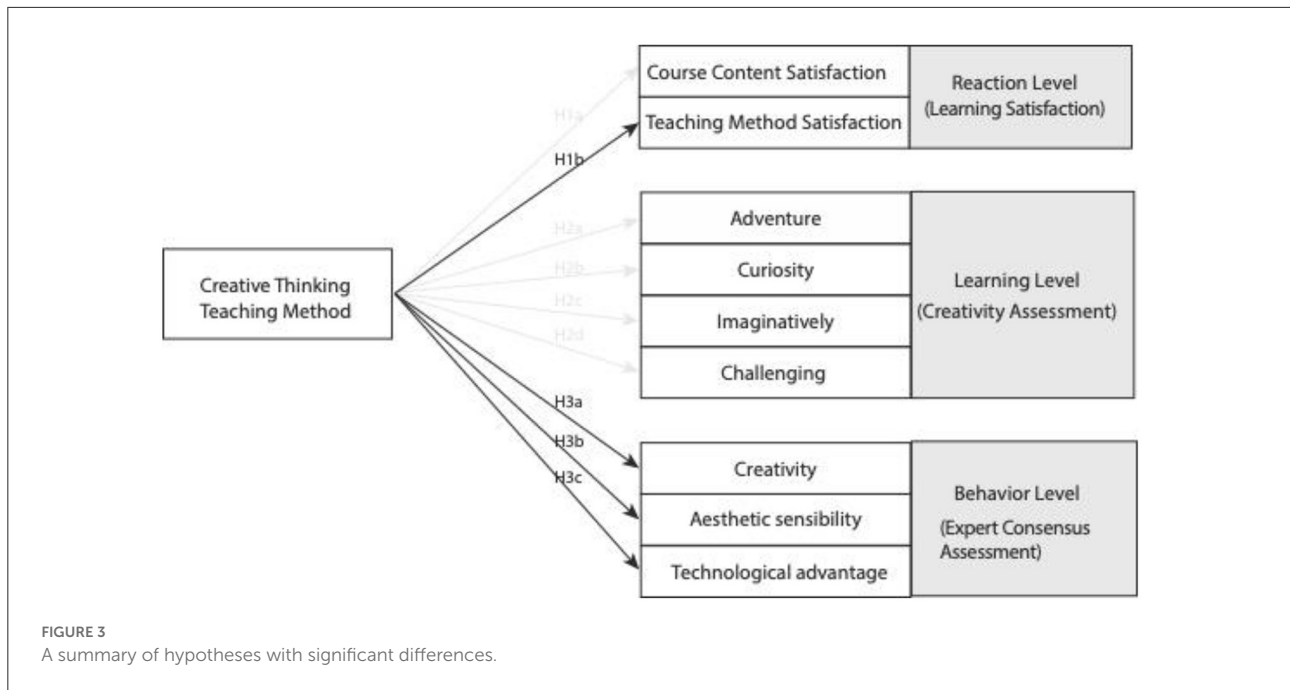 Course Content Satisfaction
Teaching Method Satisfaction
Reaction Level
(Learning Satisfaction)
H1a
H1b
Adventure
Curiosity
Imaginatively
Challenging
Learning Level
(Creativity Assessment)
H2a
H2b
H2c
H2d
Creative Thinking
Teaching Method
H3a
H3b
H3c
Creativity
Aesthetic sensibility
Technological advantage
Behavior Level
(Expert Consensus
Assessment)
FIGURE 3
A summary of hypotheses with significant differences.